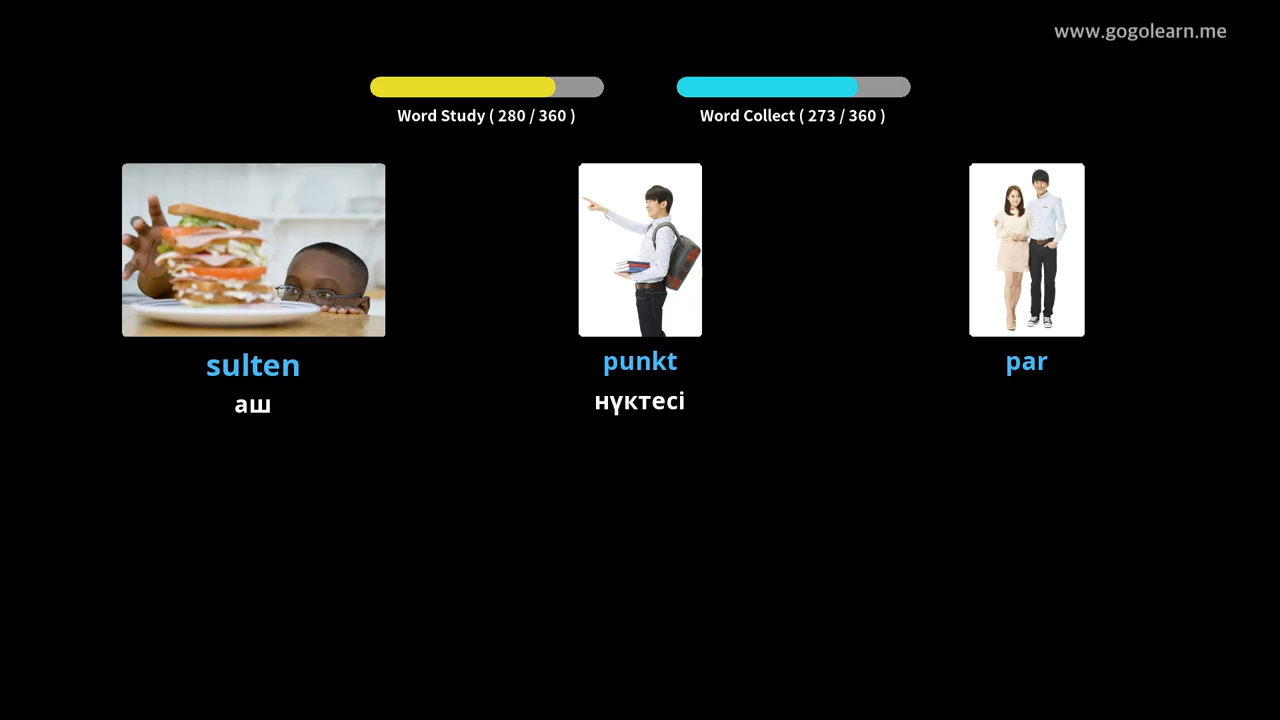 www.gogolearn.me
Word Study ( 280 / 360 )
Word Collect ( 273 / 360 )
sulten
аш
punkt
нүктесі
par